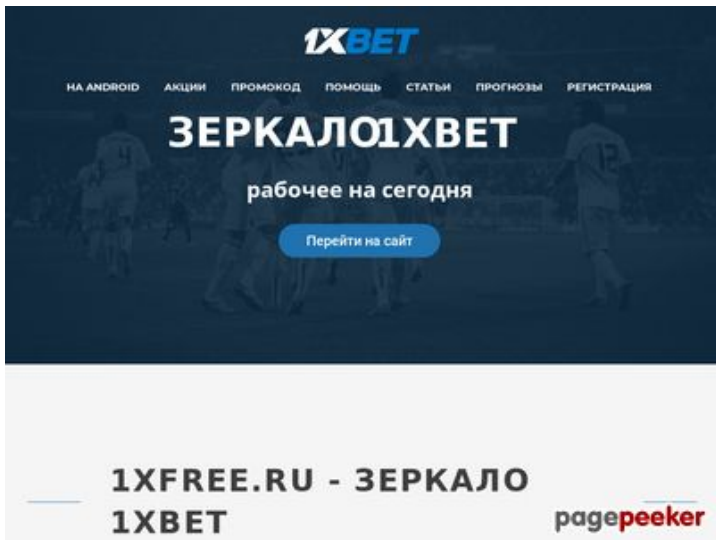 1XBET
НА ANDROID АКЦИИ ПРОМОКОД ПОМОЩЬ СТАТЬИ ПРОГНОЗЫ РЕГИСТРАЦИЯ
ЗЕРКАЛО1XBET
рабочее на сегодня
Перейти на сайт
1XFREE.RU - ЗЕРКАЛО
1XBET
pagepeeker